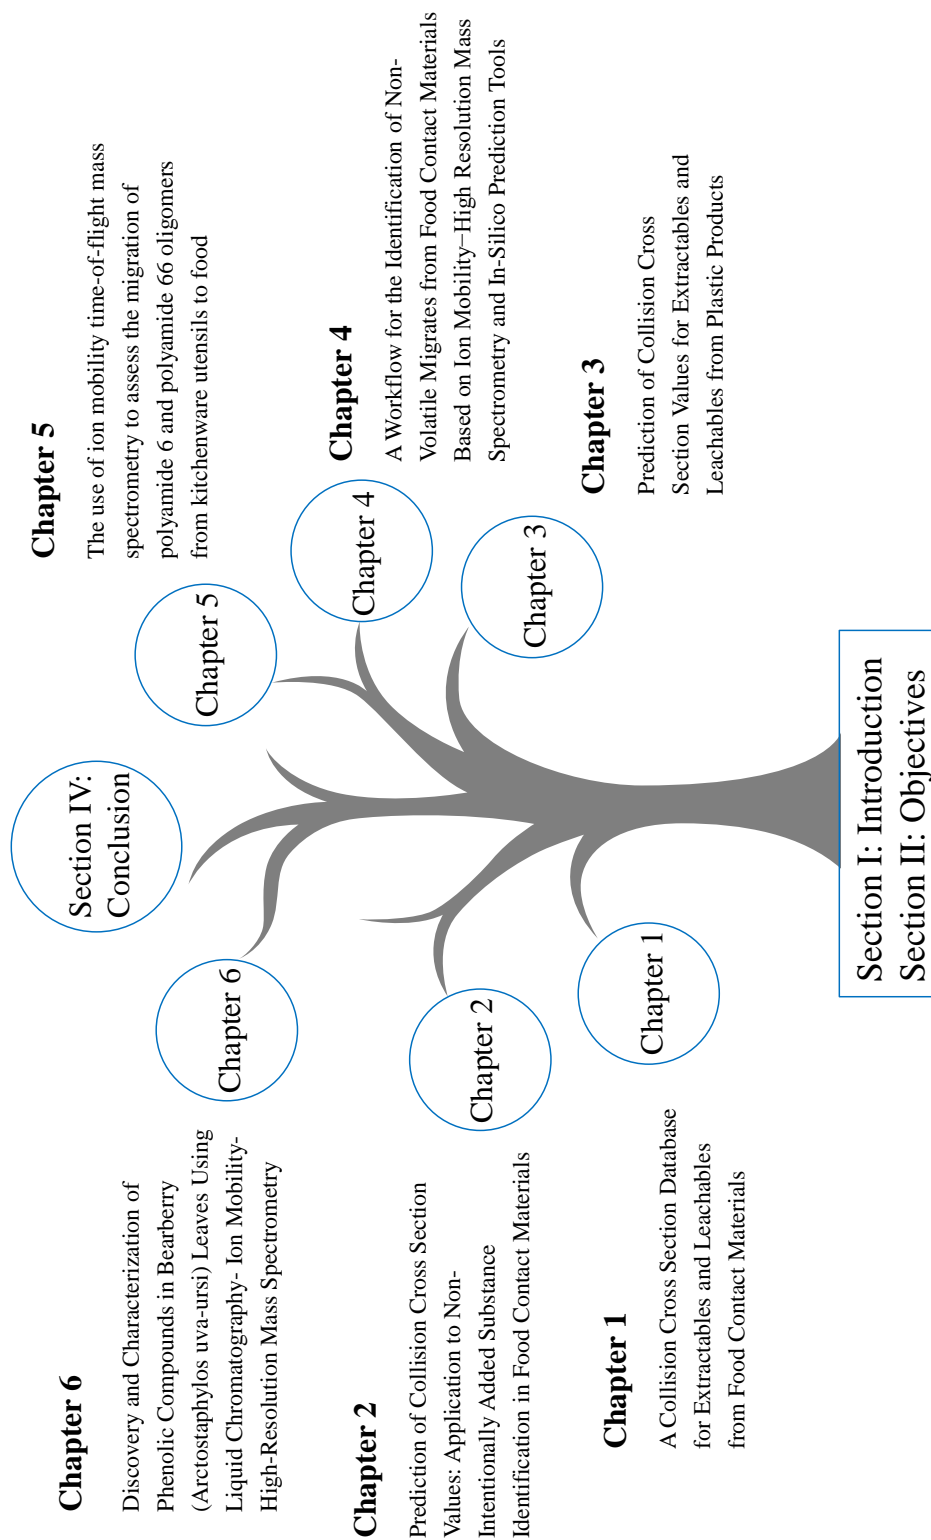 Chapter 6
Discovery and Characterization of
Phenolic Compounds in Bearberry
(Arctostaphylos uva-ursi) Leaves Using
Liquid Chromatography- Ion Mobility-
High-Resolution Mass Spectrometry
Chapter 2
Prediction of Collision Cross Section
Values: Application to Non-
Intentionally Added Substance
Identification in Food Contact Materials
Chapter 1
A Collision Cross Section Database
for Extractables and Leachables
from Food Contact Materials
Section IV:
Conclusion
Chapter 6
Chapter 2
Chapter 1
Chapter 5
Chapter 4
Chapter 3
Section I: Introduction
Section II: Objectives
Chapter 5
The use of ion mobility time-of-flight mass
spectrometry to assess the migration of
polyamide 6 and polyamide 66 oligomers
from kitchenware utensils to food
Chapter 4
A Workflow for the Identification of Non-
Volatile Migrates from Food Contact Materials
Based on Ion Mobility−High Resolution Mass
Spectrometry and In-Silico Prediction Tools
Chapter 3
Prediction of Collision Cross
Section Values for Extractables and
Leachables from Plastic Products